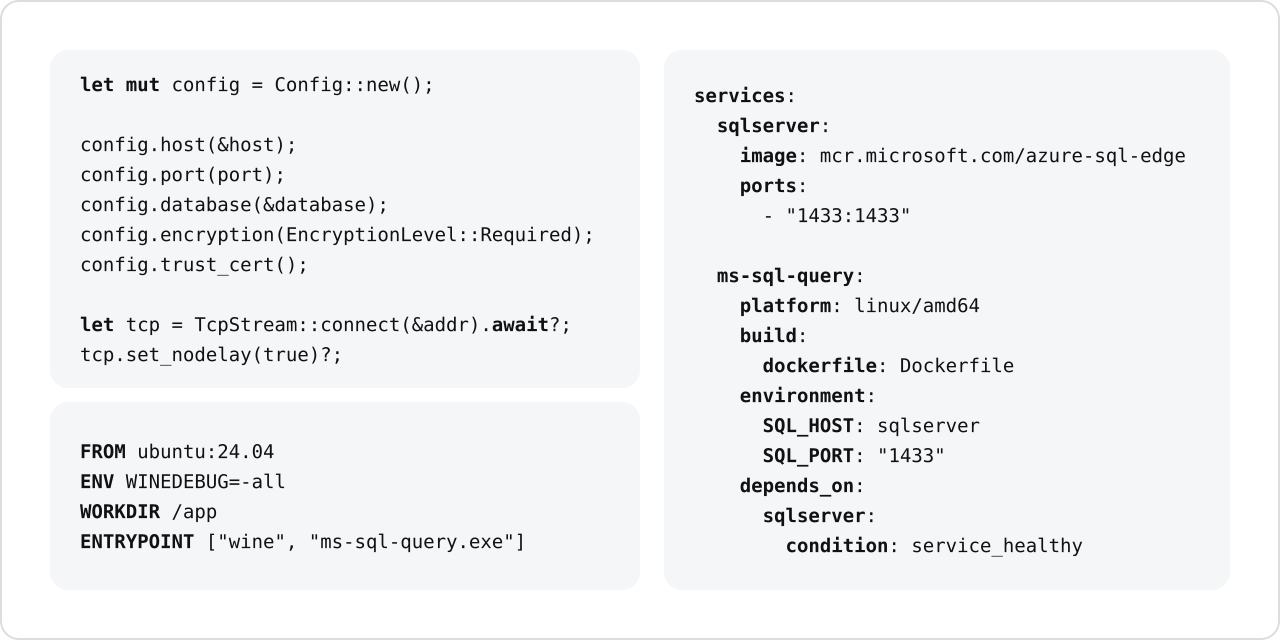 let mut config = Config::new();

config.host(&host);
config.port(port);
config.database(&database);
config.encryption(EncryptionLevel::Required);
config.trust_cert();

let tcp = TcpStream::connect(&addr).await?;
tcp.set_nodelay(true)?;

FROM ubuntu:24.04
ENV WINEDEBUG=-all
WORKDIR /app
ENTRYPOINT ["wine", "ms-sql-query.exe"]

services:
  sqlserver:
    image: mcr.microsoft.com/azure-sql-edge
    ports:
      - "1433:1433"

  ms-sql-query:
    platform: linux/amd64
    build:
      dockerfile: Dockerfile
    environment:
      SQL_HOST: sqlserver
      SQL_PORT: "1433"
    depends_on:
      sqlserver:
        condition: service_healthy